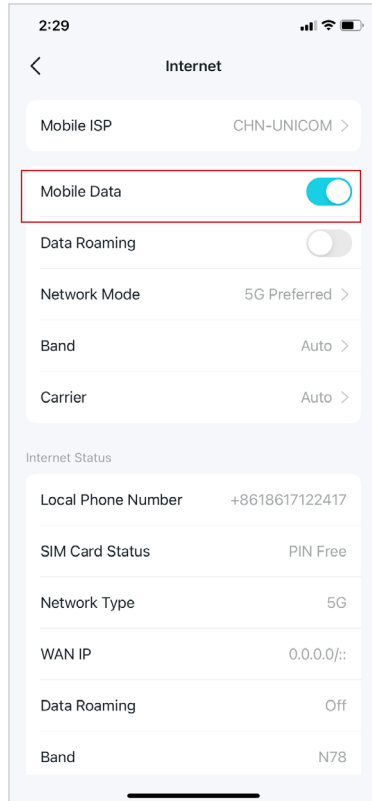 2:29
Internet
Mobile ISP CHN-UNICOM >
Mobile Data
Data Roaming
Network Mode 5G Preferred >
Band Auto >
Carrier Auto >
Internet Status
Local Phone Number +8618617122417
SIM Card Status PIN Free
Network Type 5G
WAN IP 0.0.0.0/::
Data Roaming Off
Band N78